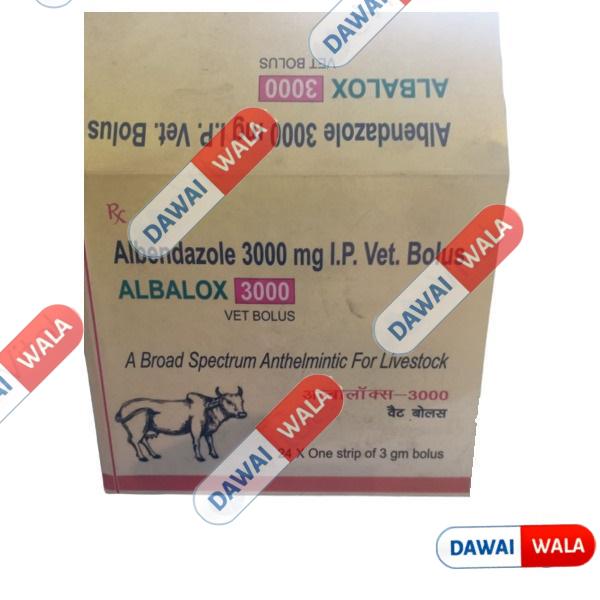 DAWAI WALA
VET BOLUS
ALBALOX 3000
Albendazole 3000 mg I.P. Vet. Bolus
DAWAI WALA
Rx
Albendazole 3000 mg I.P. Vet. Bolus
DAWAI WALA
ALBALOX 3000
VET BOLUS
WALA
A Broad Spectrum Anthelmintic For Livestock
DAWAI WALA
वैट बोलस
24 X One strip of 3 gm bolus
DAWAI WALA